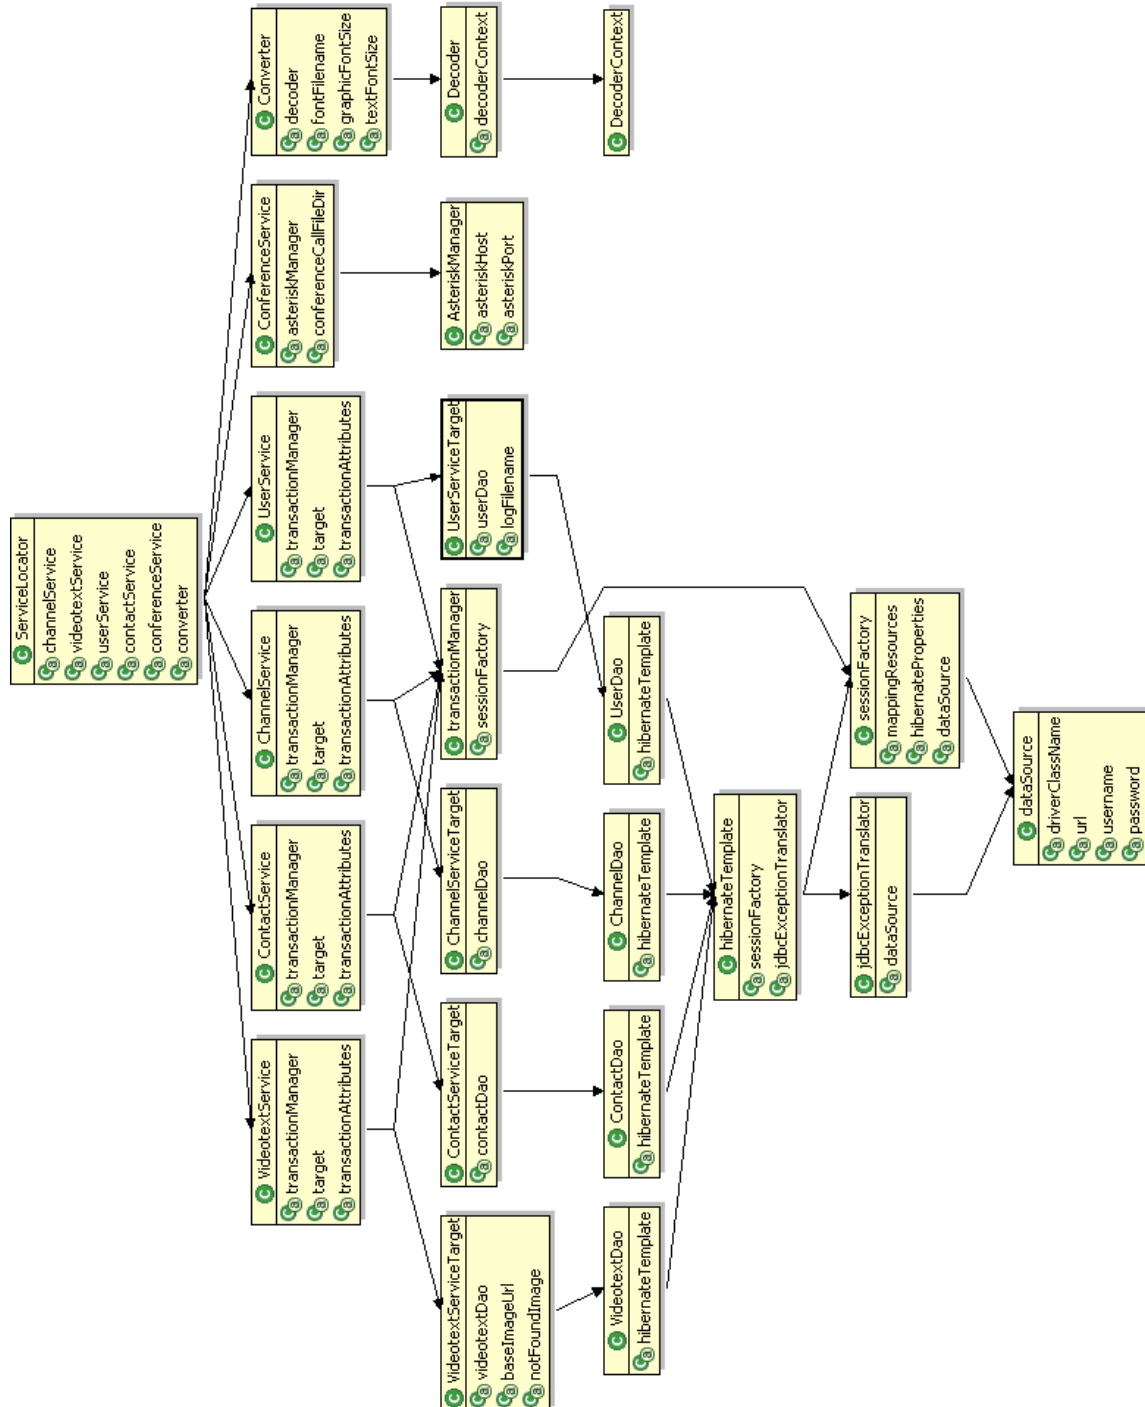 ServiceLocator
channelService
videotextService
userService
contactService
conferenceService
converter
VideotextService
transactionManager
target
transactionAttributes
ContactService
transactionManager
target
transactionAttributes
ChannelService
transactionManager
target
transactionAttributes
UserService
transactionManager
target
transactionAttributes
ConferenceService
asteriskManager
conferenceCallFileDir
Converter
decoder
fontFilename
graphicFontSize
textFontSize
VideotextServiceTarget
videotextDao
baseImageUrl
notFoundImage
ContactServiceTarget
contactDao
ChannelServiceTarget
channelDao
transactionManager
sessionFactory
UserServiceTarget
userDao
logFilename
AsteriskManager
asteriskHost
asteriskPort
Decoder
decoderContext
VideotextDao
hibernateTemplate
ContactDao
hibernateTemplate
ChannelDao
hibernateTemplate
UserDao
hibernateTemplate
DecoderContext
hibernateTemplate
sessionFactory
jdbcExceptionTranslator
jdbcExceptionTranslator
dataSource
sessionFactory
mappingResources
hibernateProperties
dataSource
dataSource
driverClassName
url
username
password